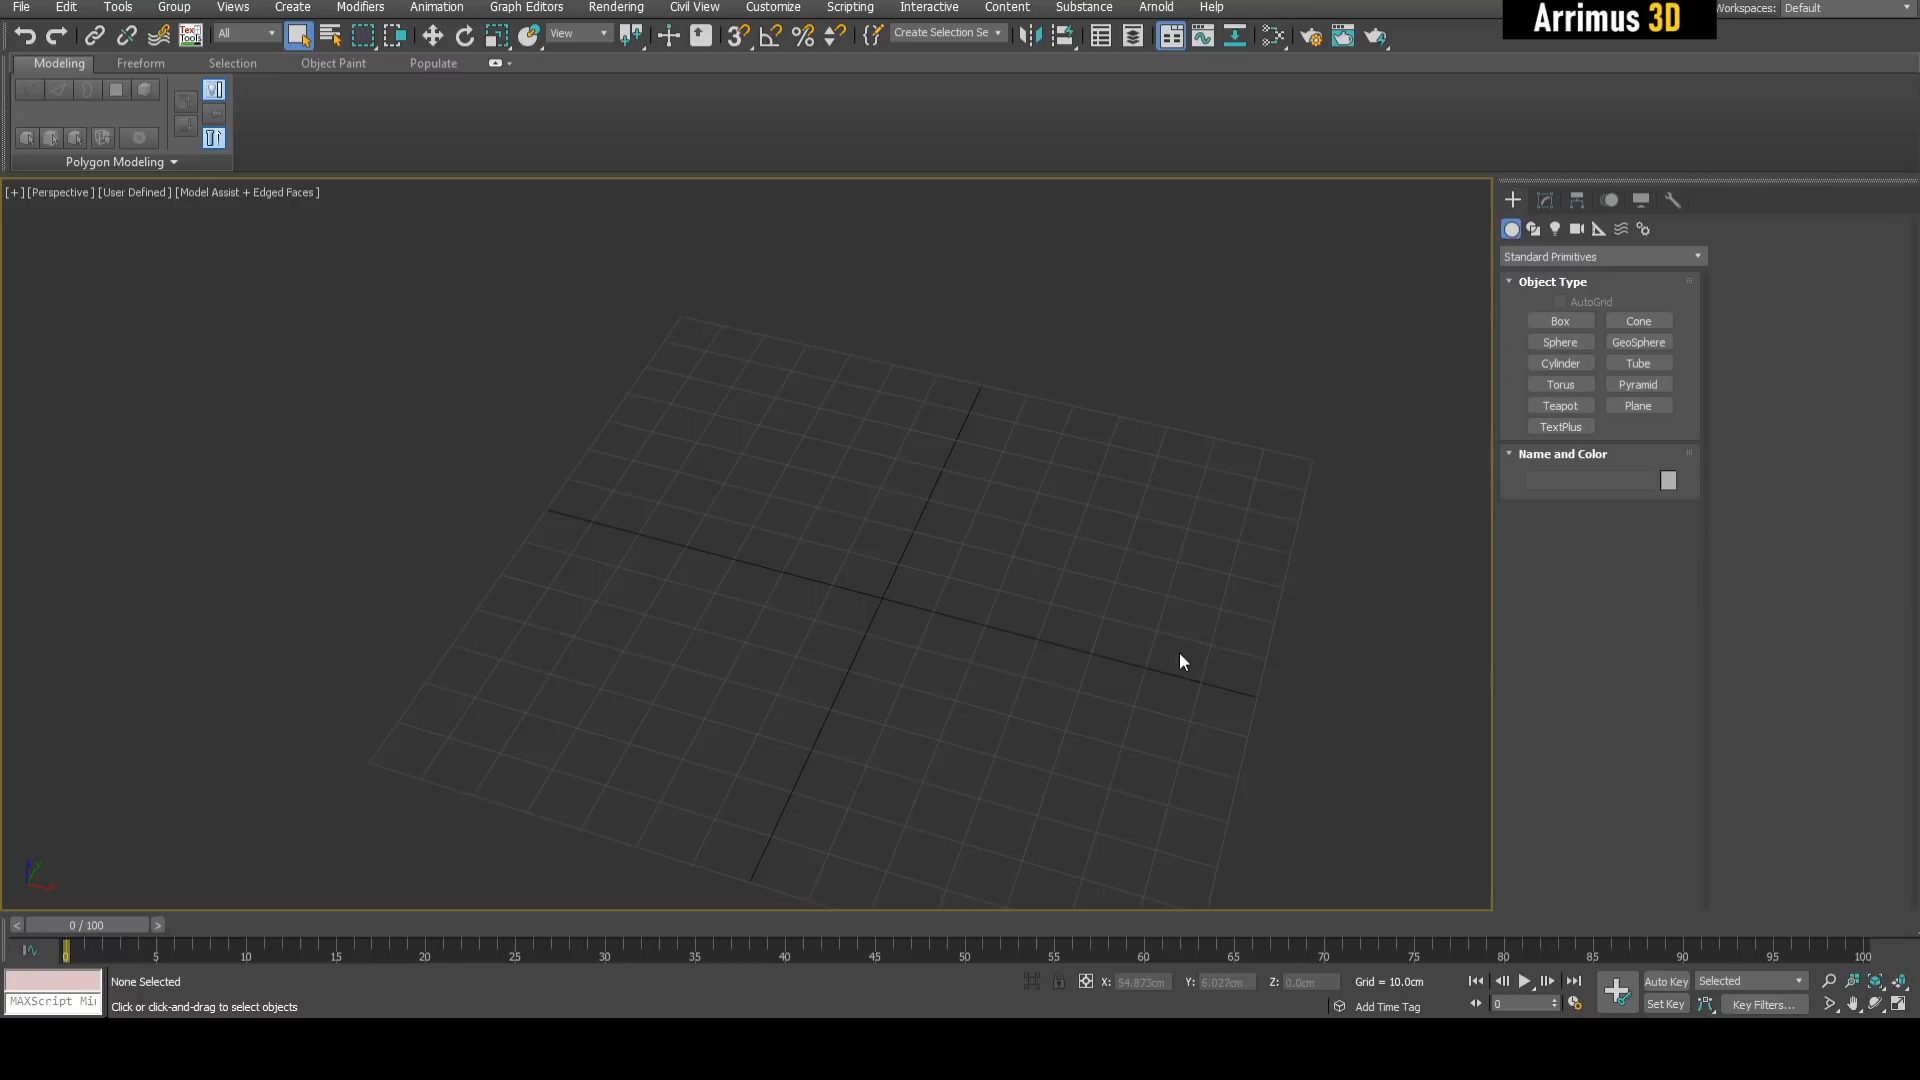 File Edit Tools Group Views Create Modifiers Animation Graph Editors Rendering Civil View Customize Scripting Interactive Content Substance Arnold Help
Arrimus 3D
Workspaces: Default
Tex
Tools
All
View
Create Selection Se
Modeling Freeform Selection Object Paint Populate
Polygon Modeling
[+] [Perspective ] [User Defined ] [Model Assist + Edged Faces ]
Standard Primitives
Object Type
AutoGrid
Box Cone
Sphere GeoSphere
Cylinder Tube
Torus Pyramid
Teapot Plane
TextPlus
Name and Color
< 0 / 100 >
0 5 10 15 20 25 30 35 40 45 50 55 60 65 70 75 80 85 90 95 100
None Selected
X: 54.873cm Y: 6.027cm Z: 0.0cm Grid = 10.0cm
Auto Key Selected
MAXScript Mi
Click or click-and-drag to select objects
Add Time Tag
0
Set Key Key Filters...